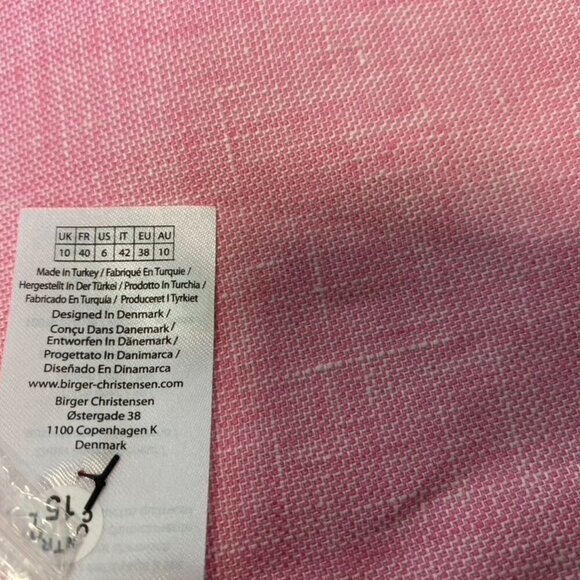 UK FR US IT EU AU
10 40 6 42 38 10
Made In Turkey / Fabriqué En Turquie /
Hergestellt In Der Türkei / Prodotto In Turchia /
Fabricado En Turquía / Produceret I Tyrkiet
Designed In Denmark /
Conçu Dans Danemark /
Entworfen In Dänemark /
Progettato In Danimarca /
Diseñado En Dinamarca
www.birger-christensen.com
Birger Christensen
Østergade 38
1100 Copenhagen K
Denmark
15